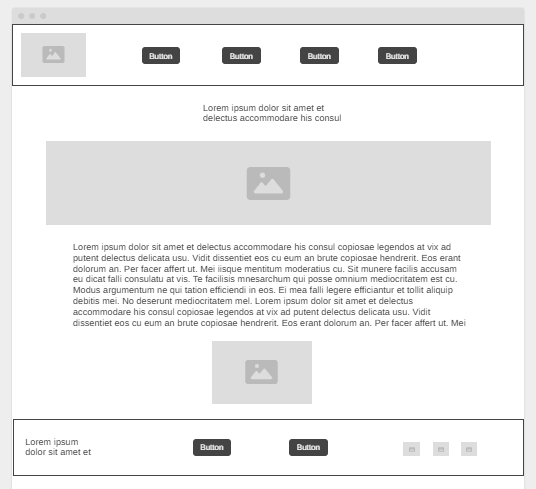 Button Button Button Button
Lorem ipsum dolor sit amet et
delectus accommodare his consul
Lorem ipsum dolor sit amet et delectus accommodare his consul copiosae legendos at vix ad
putent delectus delicata usu. Vidit dissentiet eos cu eum an brute copiosae hendrerit. Eos erant
dolorum an. Per facer affert ut. Mei iisque mentitum moderatius cu. Sit munere facilis accusam
eu dicat falli consulatu at vis. Te facilisis mnesarchum qui posse omnium mediocritatem est cu.
Modus argumentum ne qui tation efficiendi in eos. Ei mea falli legere efficiantur et tollit aliquip
debitis mei. No deserunt mediocritatem mel. Lorem ipsum dolor sit amet et delectus
accommodare his consul copiosae legendos at vix ad putent delectus delicata usu. Vidit
dissentiet eos cu eum an brute copiosae hendrerit. Eos erant dolorum an. Per facer affert ut. Mei
Lorem ipsum
dolor sit amet et
Button Button